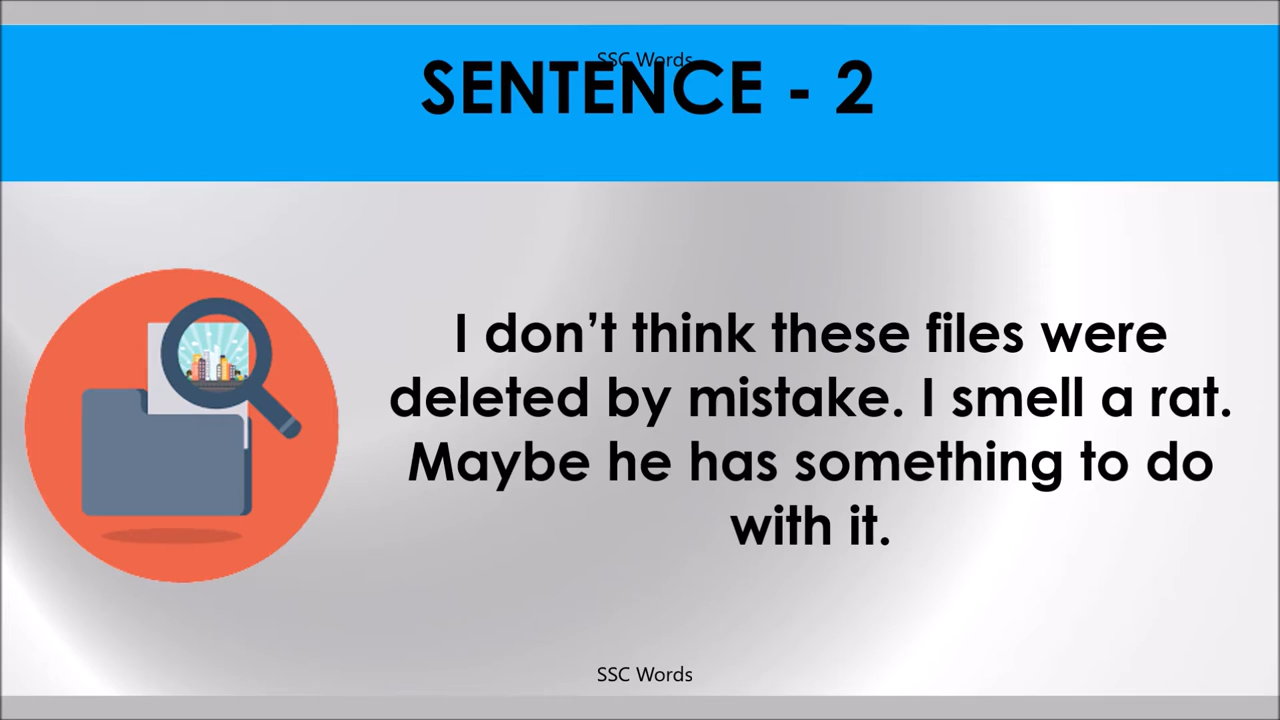 SSC Words
SENTENCE - 2
I don’t think these files were
deleted by mistake. I smell a rat.
Maybe he has something to do
with it.
SSC Words